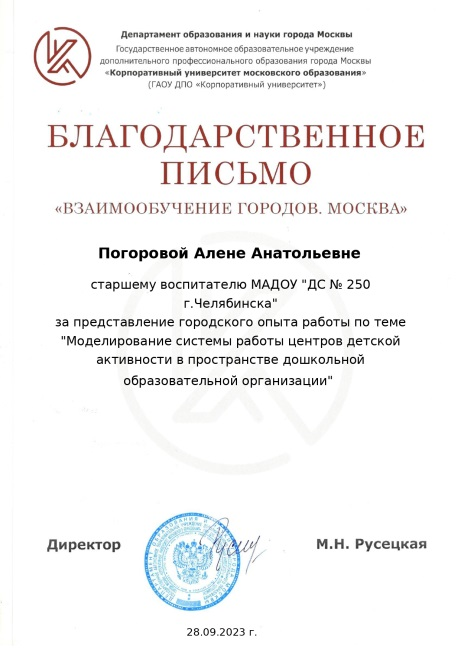 Департамент образования и науки города Москвы
Государственное автономное образовательное учреждение
дополнительного профессионального образования города Москвы
«Корпоративный университет московского образования»
(ГАОУ ДПО «Корпоративный университет»)
БЛАГОДАРСТВЕННОЕ
ПИСЬМО
«ВЗАИМООБУЧЕНИЕ ГОРОДОВ. МОСКВА»
Погоровой Алене Анатольевне
старшему воспитателю МАДОУ "ДС № 250
г.Челябинска"
за представление городского опыта работы по теме
"Моделирование системы работы центров детской
активности в пространстве дошкольной
образовательной организации"
Директор
М.Н. Русецкая
28.09.2023 г.